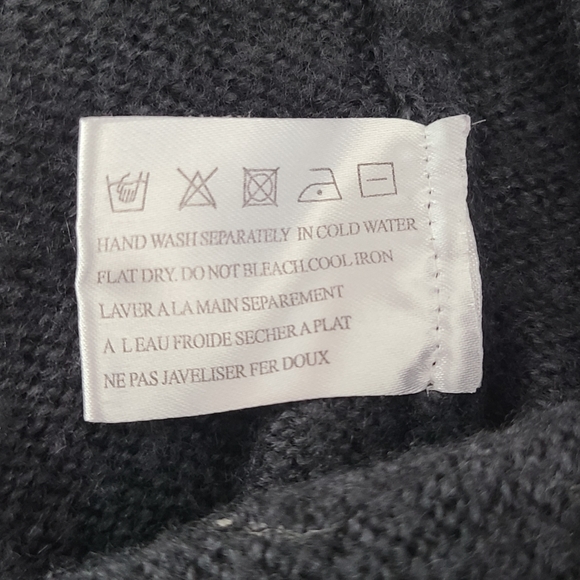 HAND WASH SEPARATELY IN COLD WATER
FLAT DRY. DO NOT BLEACH. COOL IRON
LAVER A LA MAIN SEPAREMENT
A L EAU FROIDE SECHER A PLAT
NE PAS JAVELISER FER DOUX